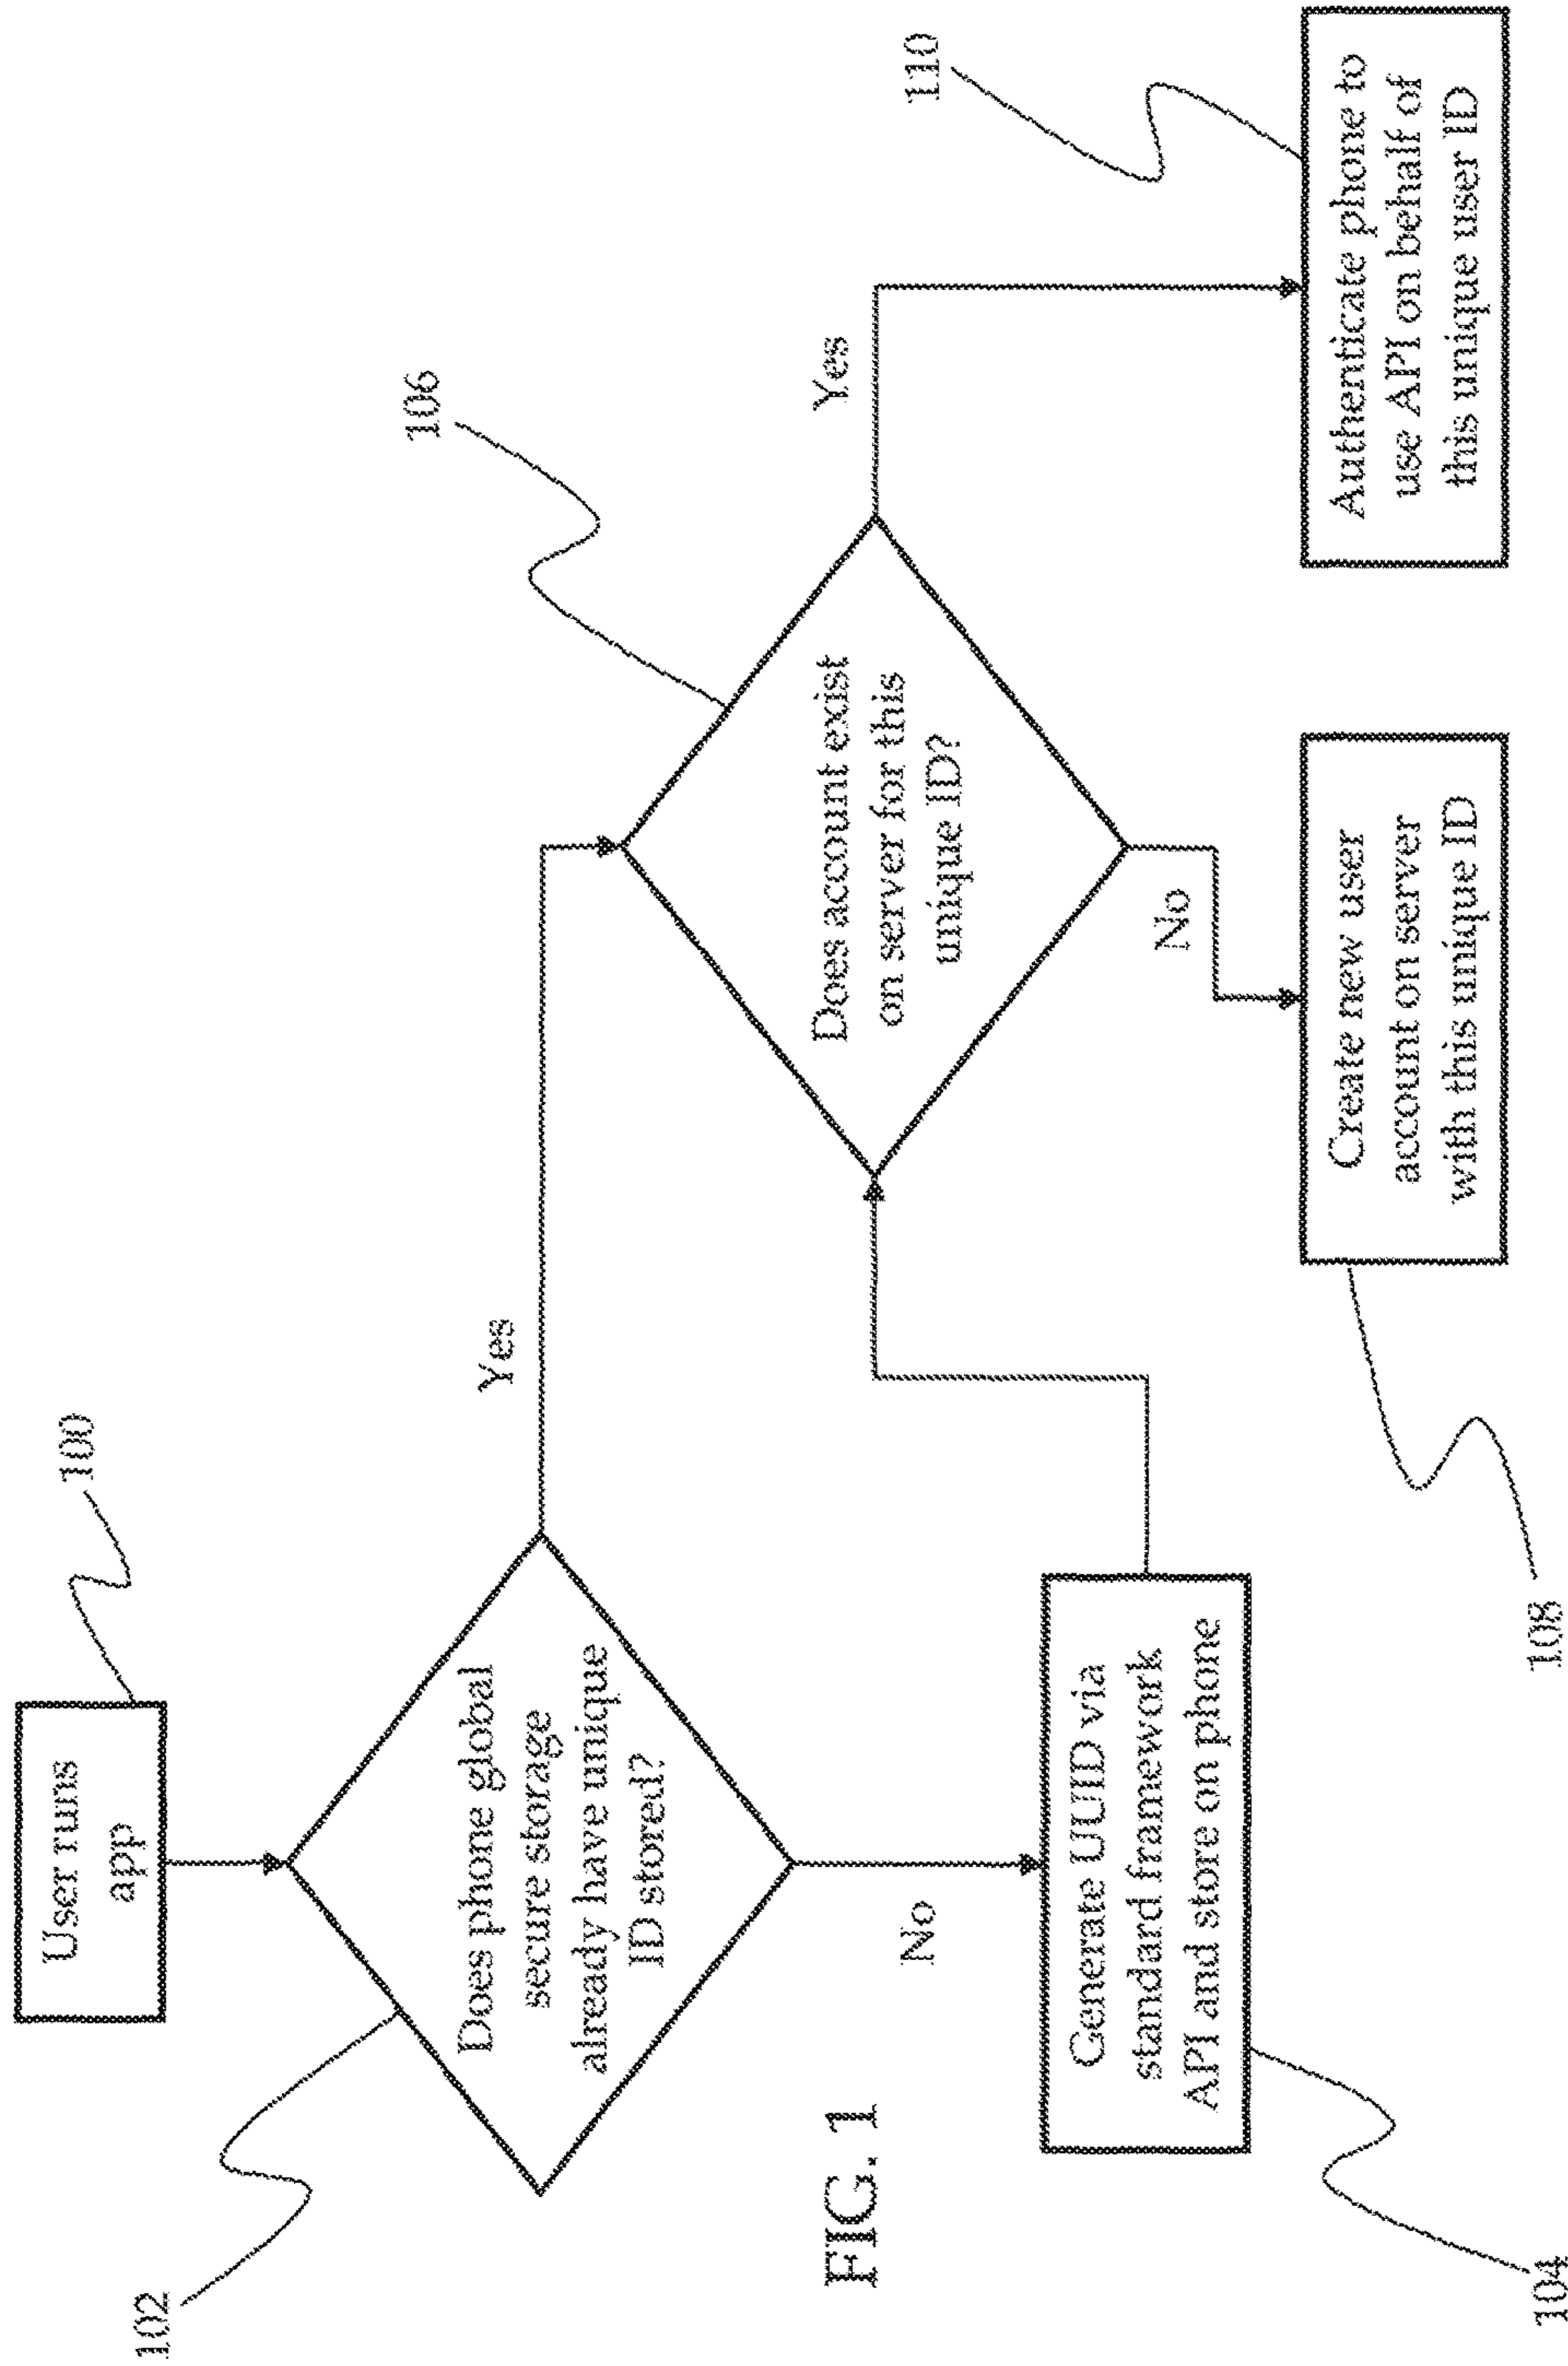 User runs
app
100
102
Does phone global
secure storage
already have unique
ID stored?
Yes
No
Generate UUID via
standard framework
API and store on phone
104
106
Does account exist
on server for this
unique ID?
Yes
No
Create new user
account on server
with this unique ID
108
110
Authenticate phone to
use API on behalf of
this unique user ID
FIG. 1